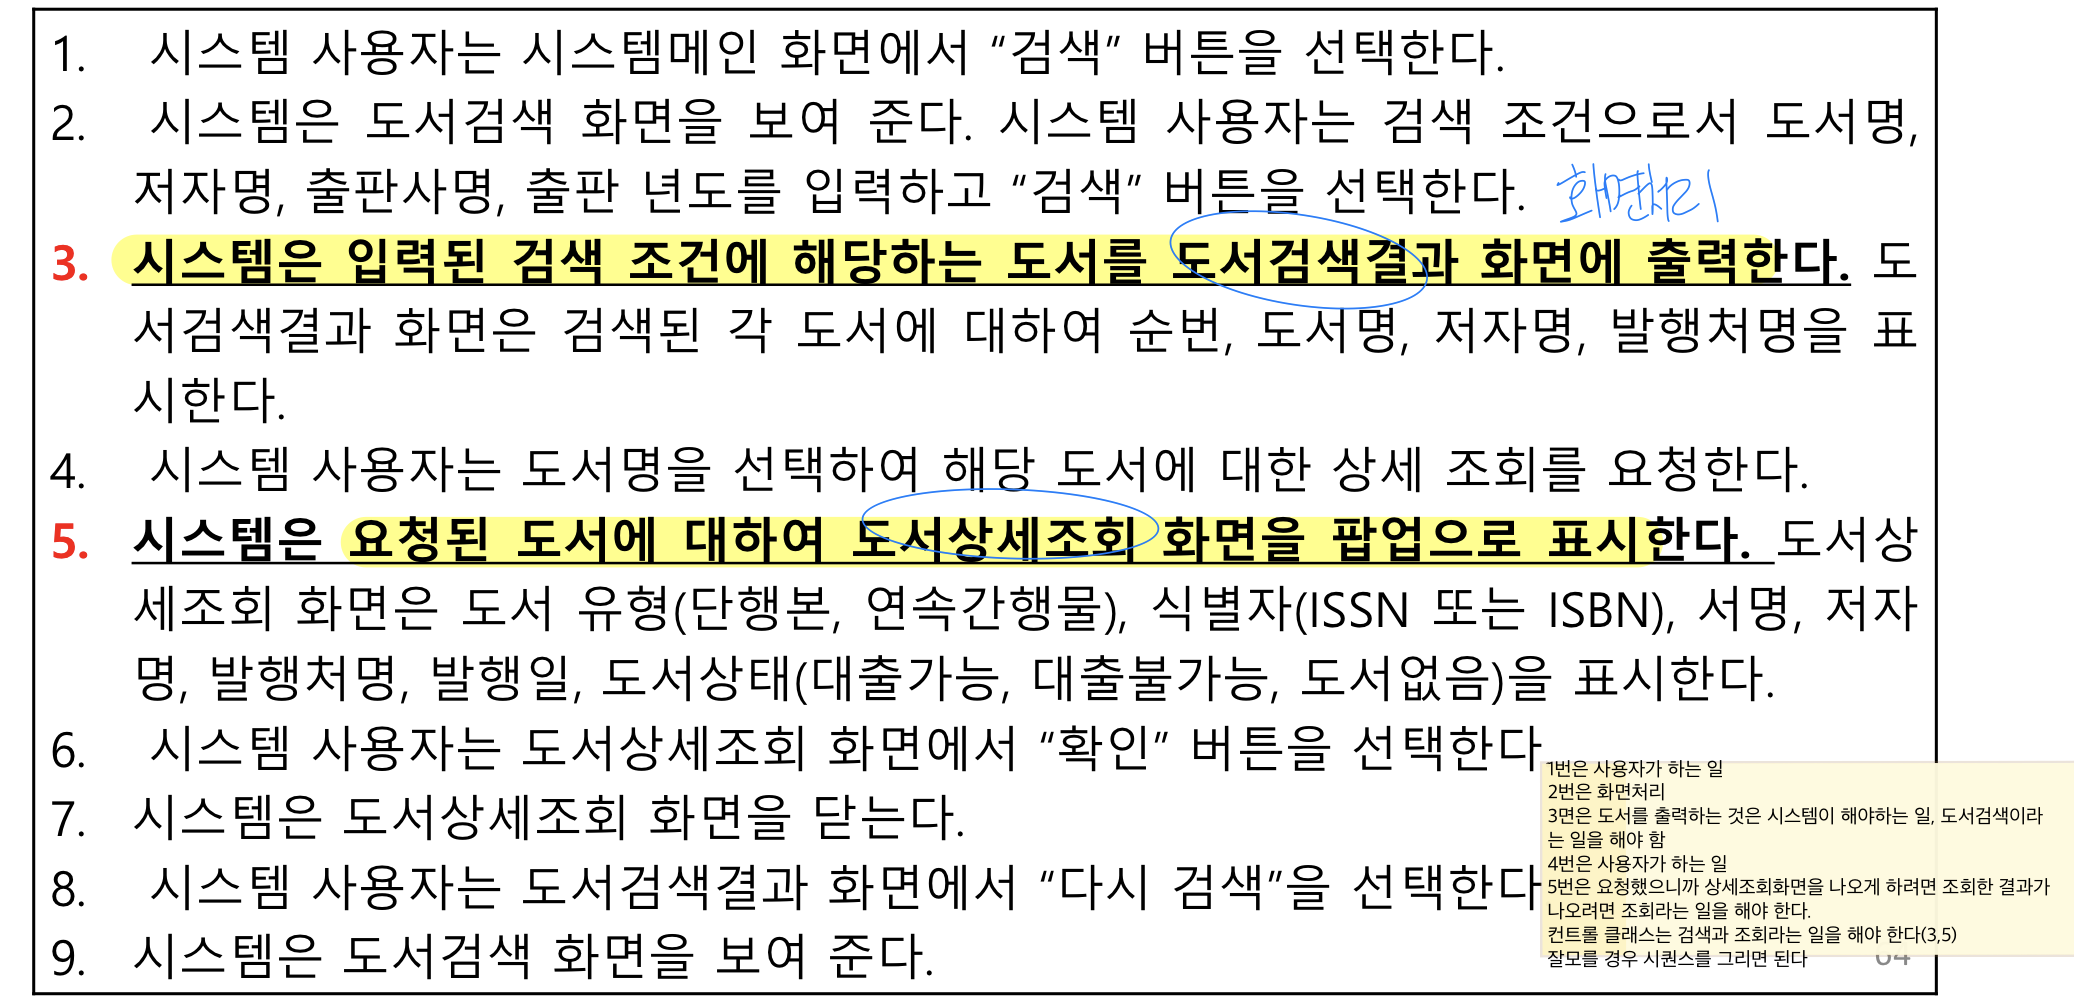 1. 시스템 사용자는 시스템메인 화면에서 “검색” 버튼을 선택한다.
2. 시스템은 도서검색 화면을 보여 준다. 시스템 사용자는 검색 조건으로서 도서명,
저자명, 출판사명, 출판 년도를 입력하고 “검색” 버튼을 선택한다. 화면처리
3. 시스템은 입력된 검색 조건에 해당하는 도서를 도서검색결과 화면에 출력한다. 도
서검색결과 화면은 검색된 각 도서에 대하여 순번, 도서명, 저자명, 발행처명을 표
시한다.
4. 시스템 사용자는 도서명을 선택하여 해당 도서에 대한 상세 조회를 요청한다.
5. 시스템은 요청된 도서에 대하여 도서상세조회 화면을 팝업으로 표시한다. 도서상
세조회 화면은 도서 유형(단행본, 연속간행물), 식별자(ISSN 또는 ISBN), 서명, 저자
명, 발행처명, 발행일, 도서상태(대출가능, 대출불가능, 도서없음)을 표시한다.
6. 시스템 사용자는 도서상세조회 화면에서 “확인” 버튼을 선택한다
7. 시스템은 도서상세조회 화면을 닫는다.
8. 시스템 사용자는 도서검색결과 화면에서 “다시 검색”을 선택한다
9. 시스템은 도서검색 화면을 보여 준다.
1번은 사용자가 하는 일
2번은 화면처리
3면은 도서를 출력하는 것은 시스템이 해야하는 일, 도서검색이라
는 일을 해야 함
4번은 사용자가 하는 일
5번은 요청했으니까 상세조회화면을 나오게 하려면 조회한 결과가
나오려면 조회라는 일을 해야 한다.
컨트롤 클래스는 검색과 조회라는 일을 해야 한다(3,5)
잘모를 경우 시퀀스를 그리면 된다
64